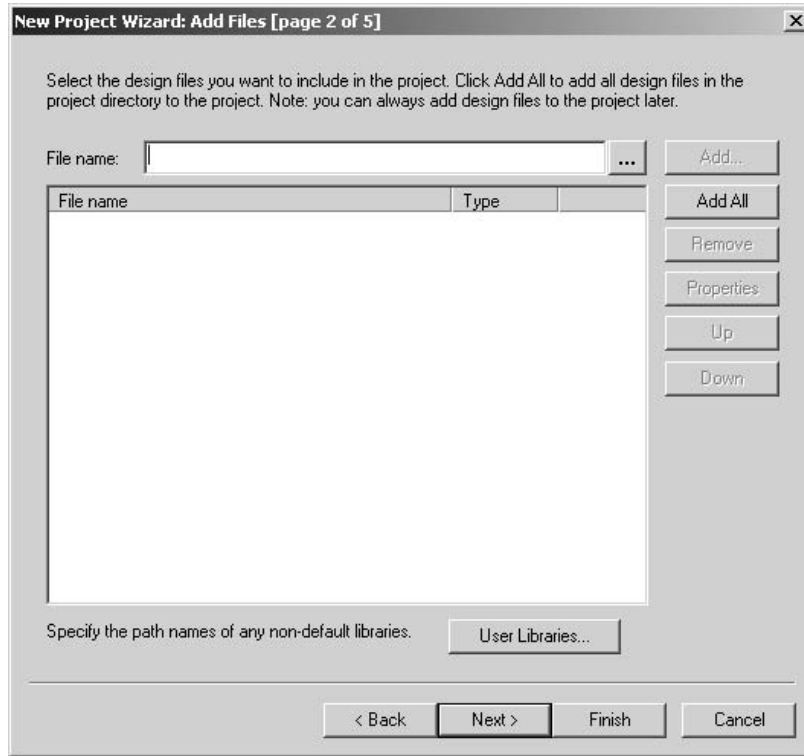 New Project Wizard: Add Files [page 2 of 5]
Select the design files you want to include in the project. Click Add All to add all design files in the
project directory to the project. Note: you can always add design files to the project later.
File name: ... Add...
File name Type Add All
Remove
Properties
Up
Down
Specify the path names of any non-default libraries. User Libraries...
< Back Next > Finish Cancel